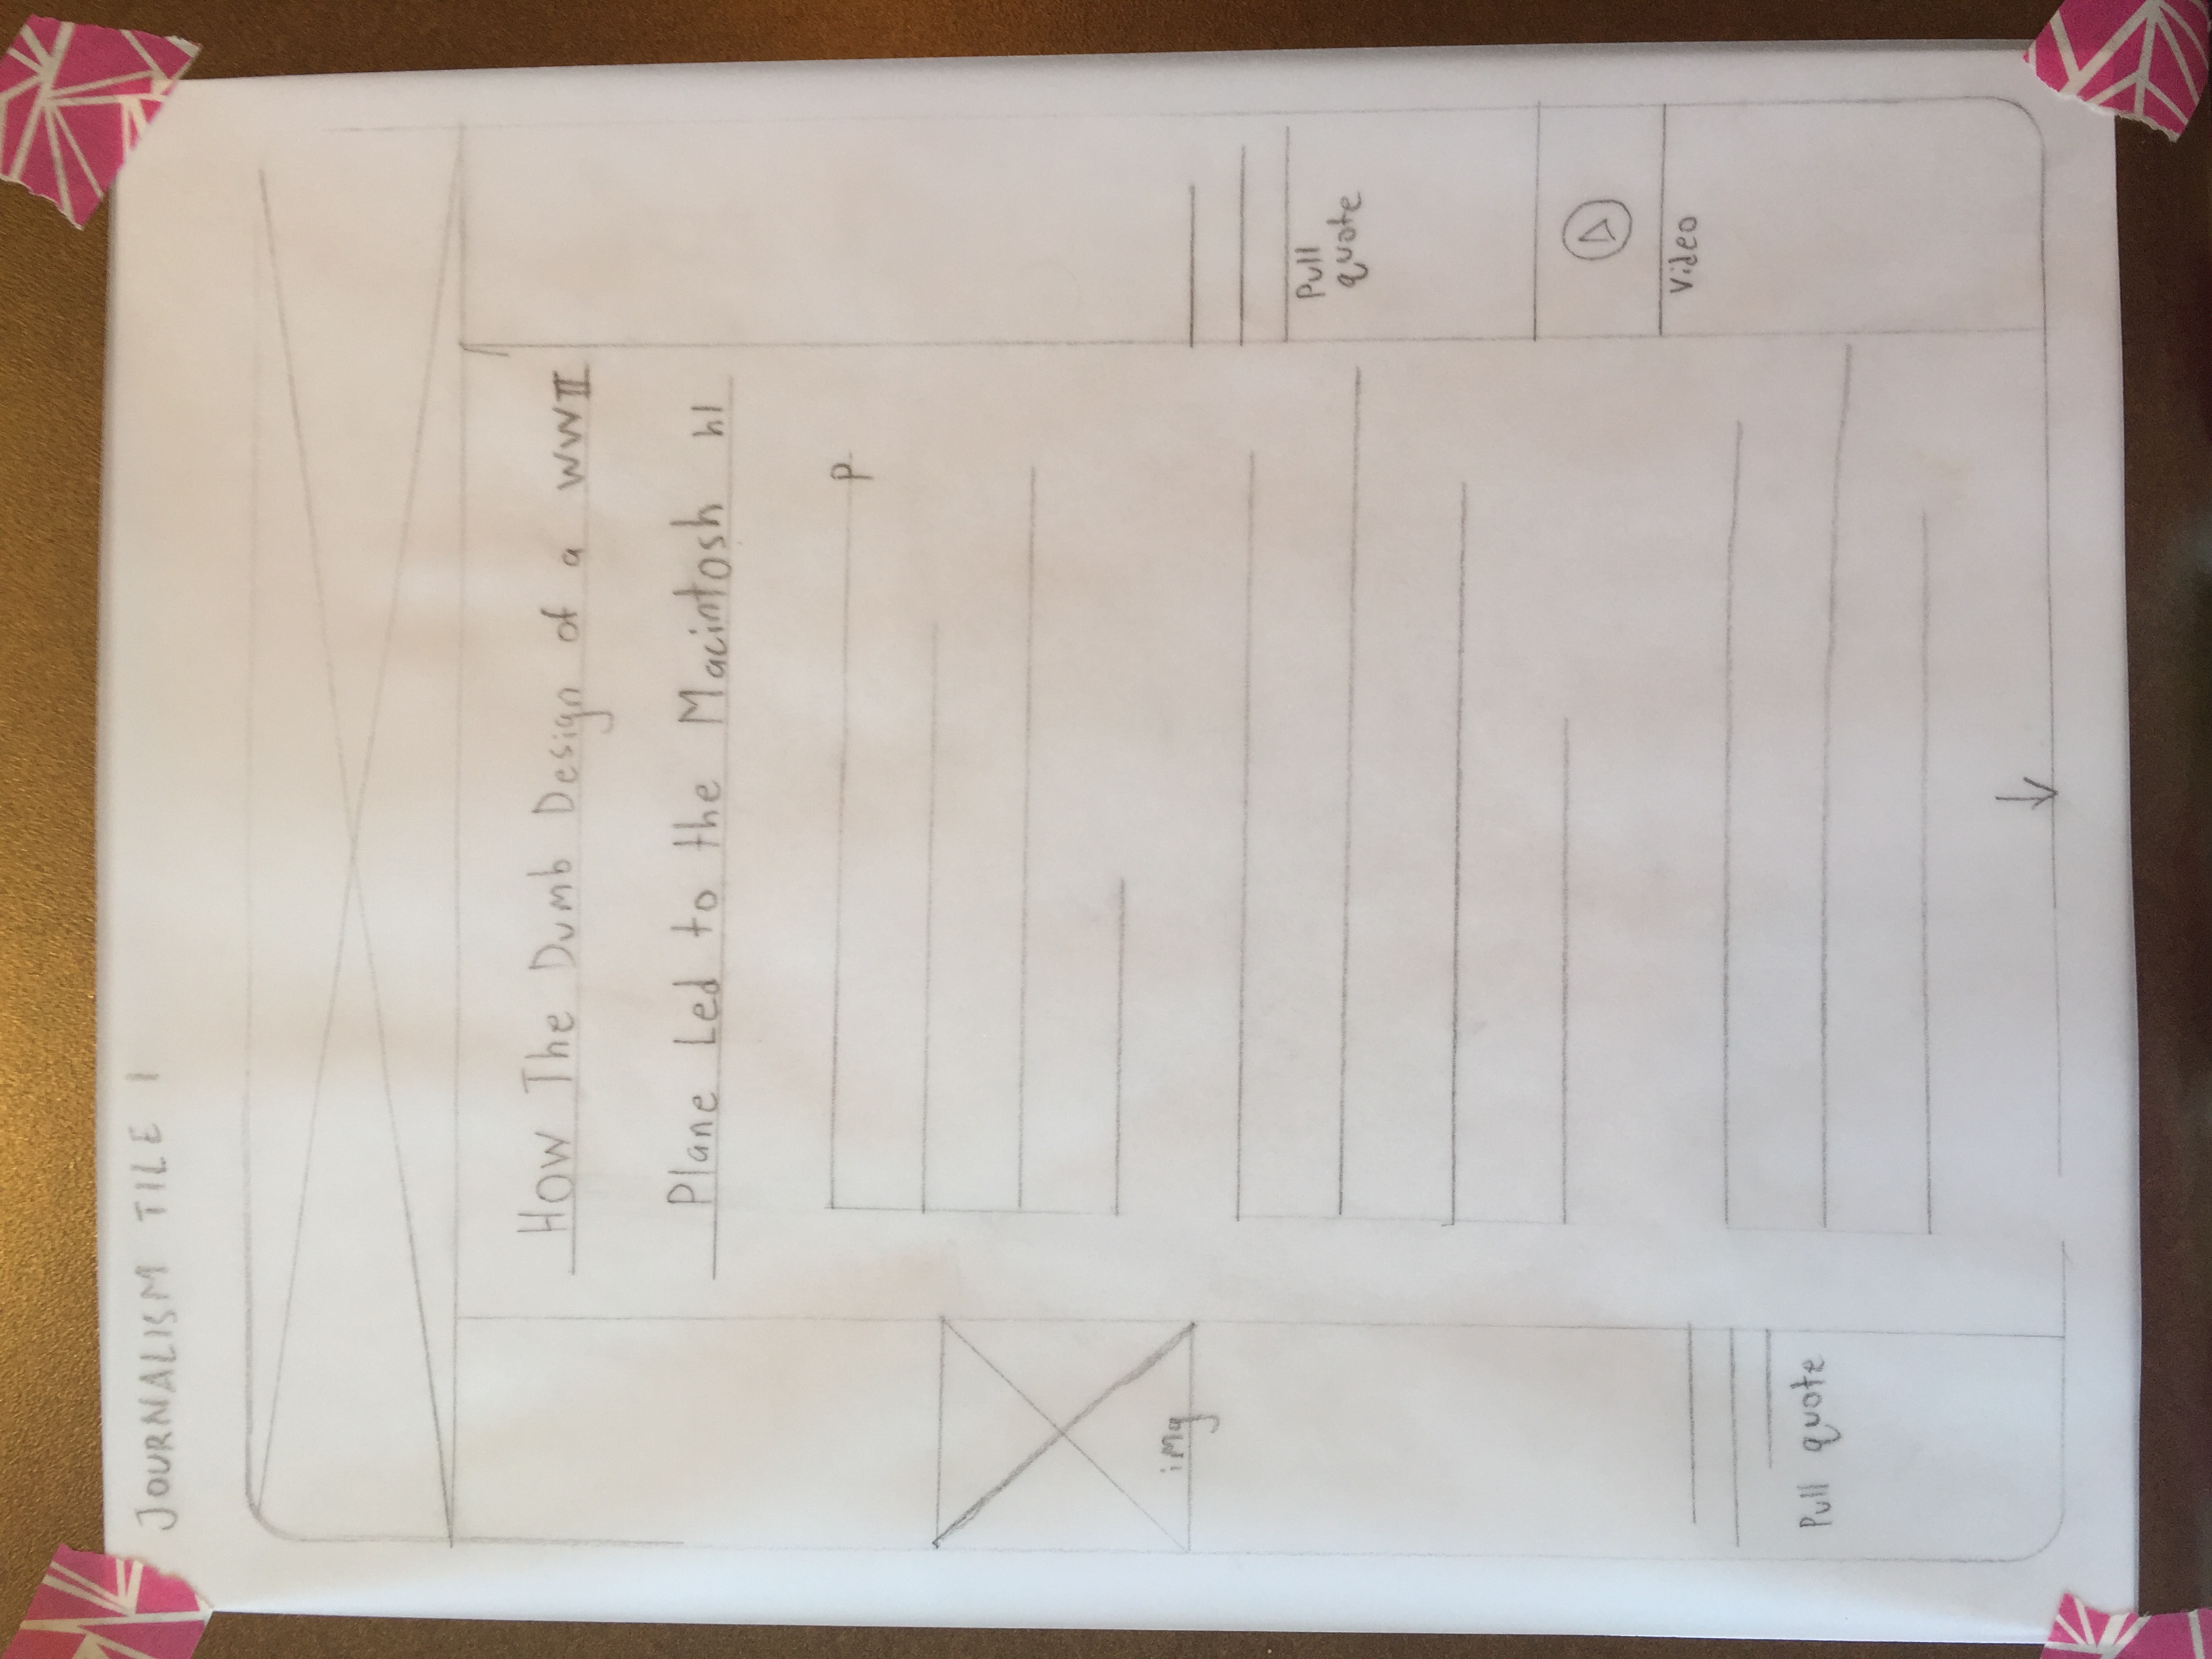 JOURNALISM TILE 1
How The Dumb Design of a WWII
Plane Led to the Macintosh h1
p
img
Pull
quote
Video
Pull quote